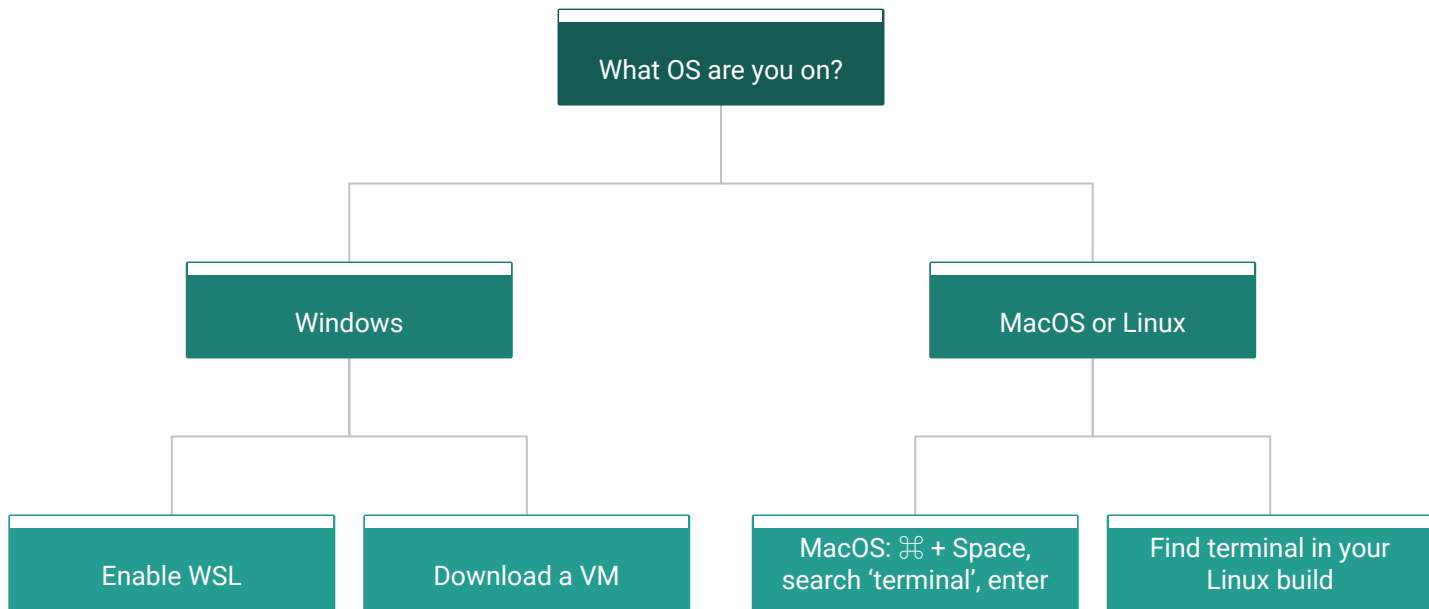 What OS are you on?
Windows
MacOS or Linux
Enable WSL
Download a VM
MacOS: ⌘ + Space,
search ‘terminal’, enter
Find terminal in your
Linux build